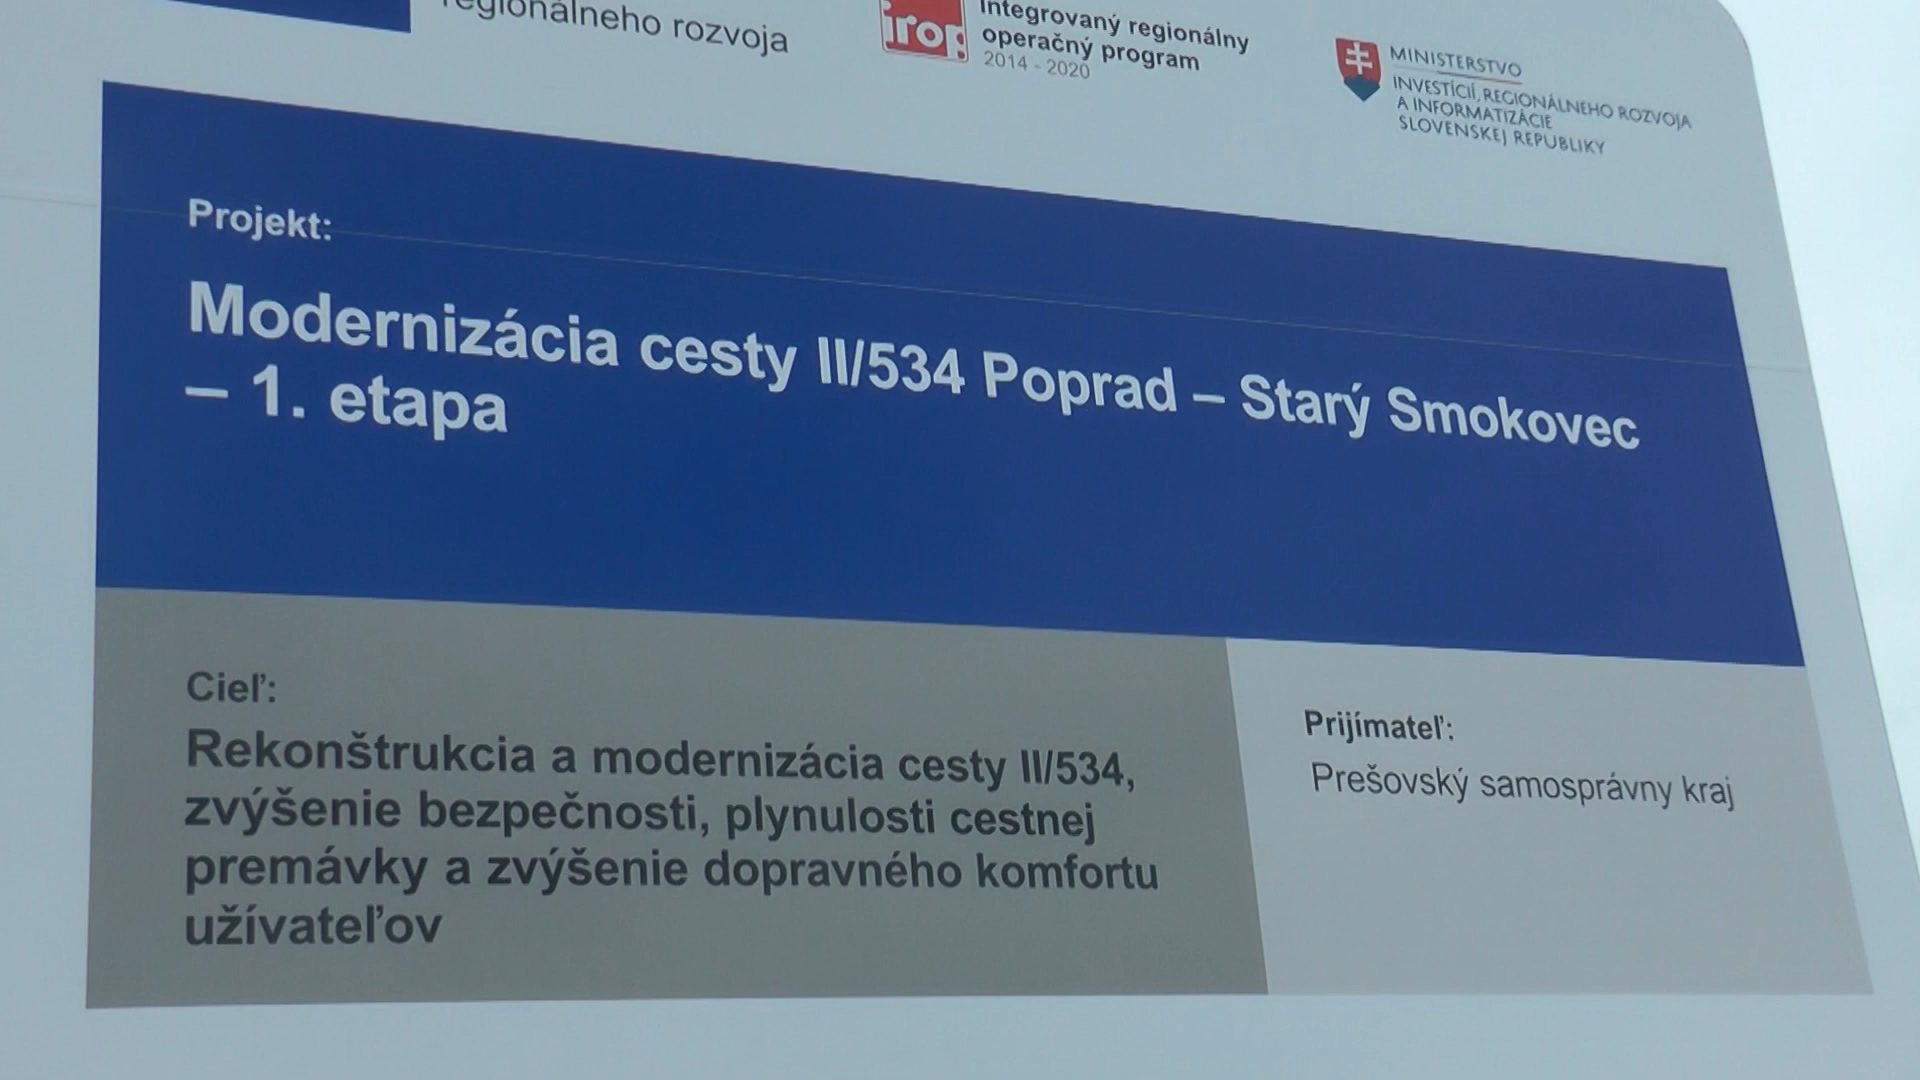 regionálneho rozvoja
irop
Integrovaný regionálny
operačný program
2014 - 2020
MINISTERSTVO
INVESTÍCIÍ, REGIONÁLNEHO ROZVOJA
A INFORMATIZÁCIE
SLOVENSKEJ REPUBLIKY
Projekt:
Modernizácia cesty II/534 Poprad – Starý Smokovec
– 1. etapa
Cieľ:
Rekonštrukcia a modernizácia cesty II/534,
zvýšenie bezpečnosti, plynulosti cestnej
premávky a zvýšenie dopravného komfortu
užívateľov
Prijímateľ:
Prešovský samosprávny kraj